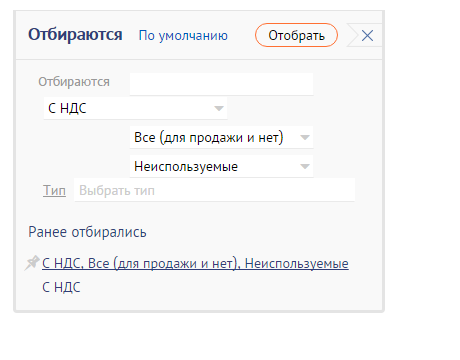 Отбираются По умолчанию Отобрать
Отбираются
С НДС
Все (для продажи и нет)
Неиспользуемые
Тип Выбрать тип
Ранее отбирались
С НДС, Все (для продажи и нет), Неиспользуемые
С НДС